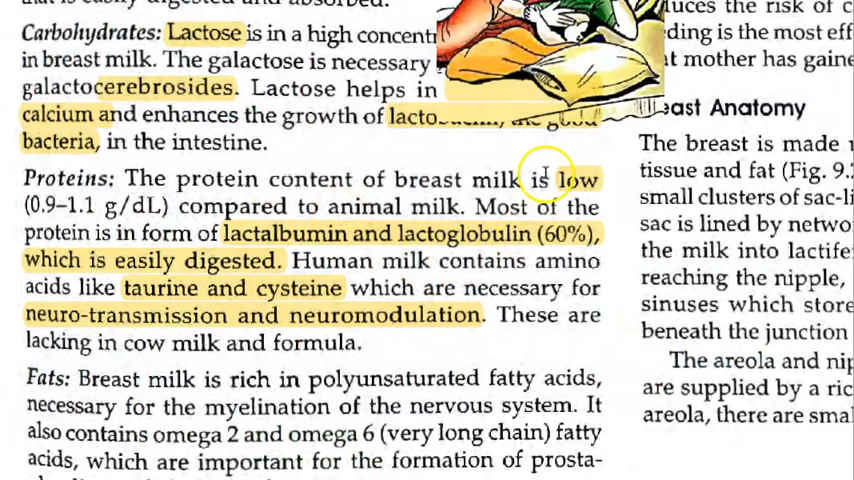 that is easily digested and absorbed.
Carbohydrates: Lactose is in a high concent
in breast milk. The galactose is necessary
galactocerebrosides. Lactose helps in
calcium and enhances the growth of lacto
bacteria, in the intestine.
Proteins: The protein content of breast milk is low
(0.9–1.1 g/dL) compared to animal milk. Most of the
protein is in form of lactalbumin and lactoglobulin (60%),
which is easily digested. Human milk contains amino
acids like taurine and cysteine which are necessary for
neuro-transmission and neuromodulation. These are
lacking in cow milk and formula.
Fats: Breast milk is rich in polyunsaturated fatty acids,
necessary for the myelination of the nervous system. It
also contains omega 2 and omega 6 (very long chain) fatty
acids, which are important for the formation of prosta-
uces the risk of c
ding is the most eff
t mother has gaine
east Anatomy
The breast is made
tissue and fat (Fig. 9.
small clusters of sac-li
sac is lined by netwo
the milk into lactife
reaching the nipple,
sinuses which store
beneath the junction
The areola and nip
are supplied by a ric
areola, there are sma